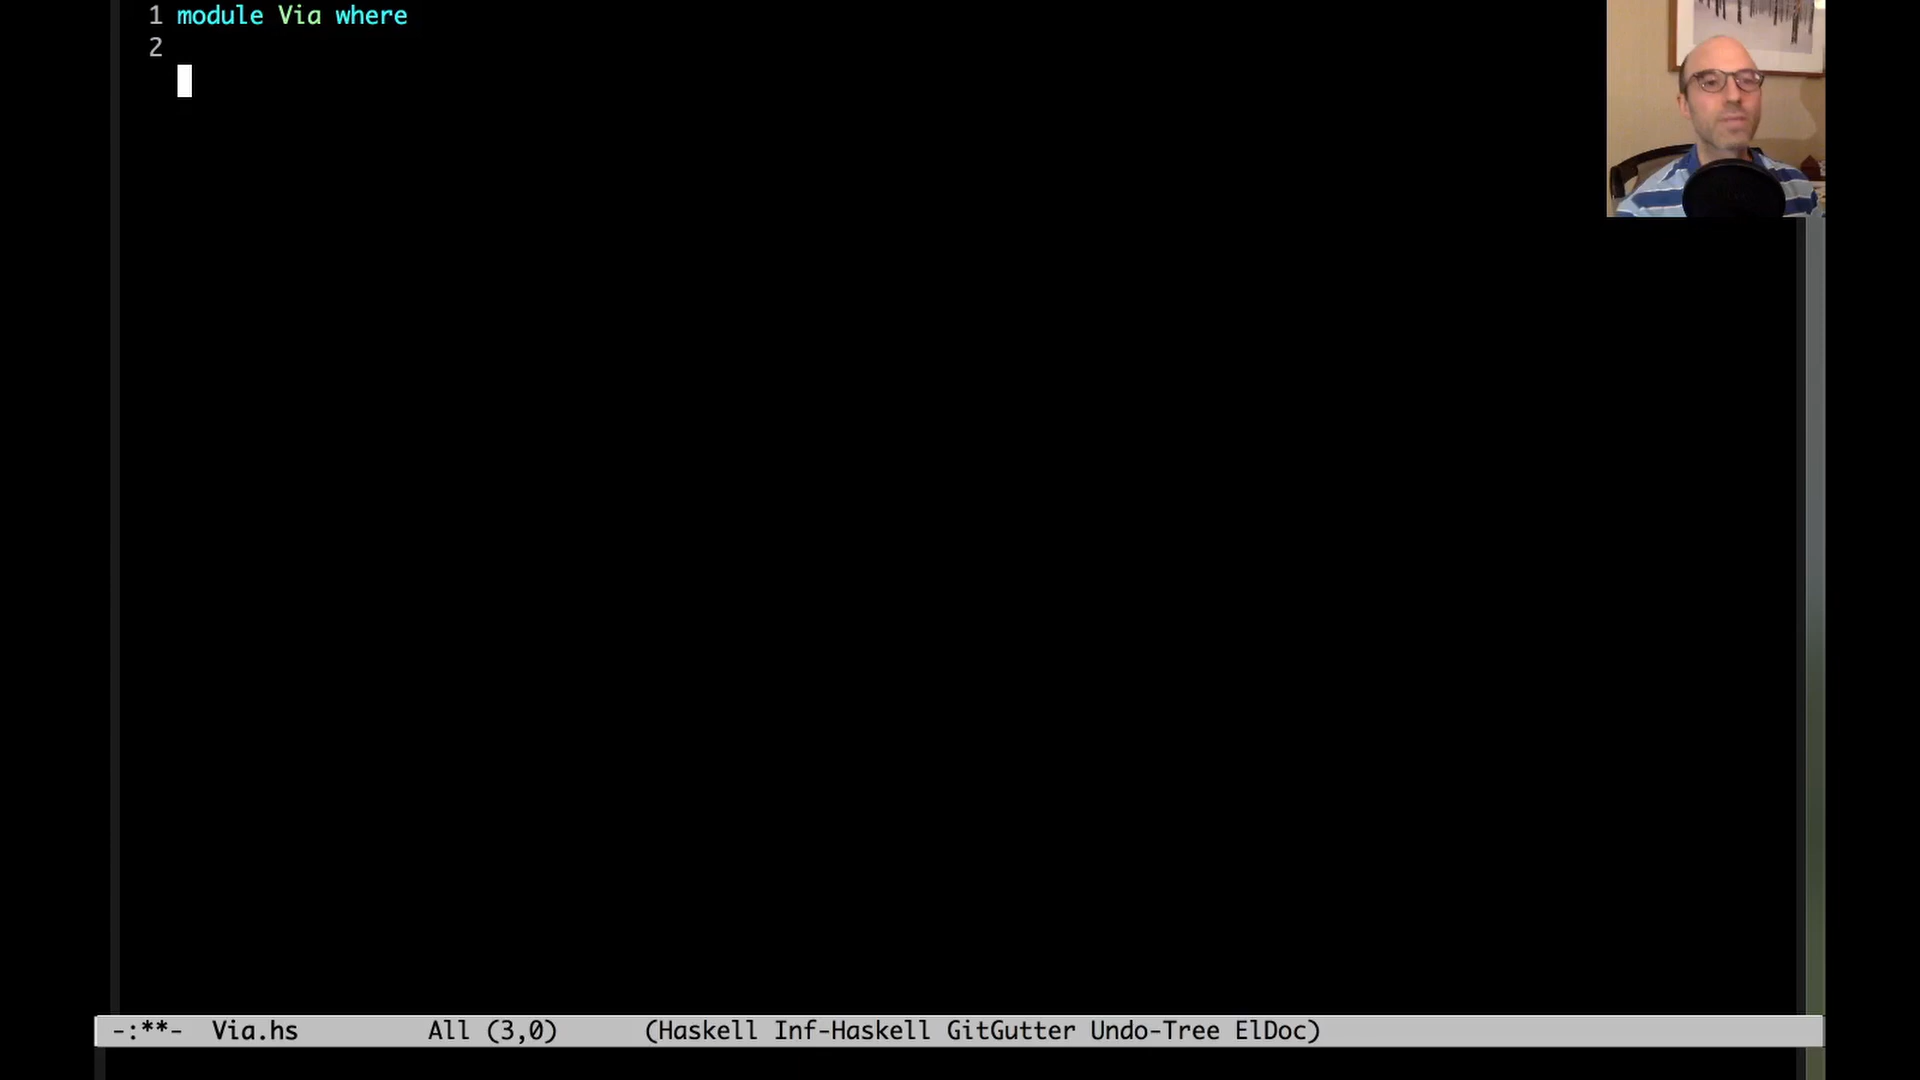 1 module Via where
2
-:**-  Via.hs         All (3,0)      (Haskell Inf-Haskell GitGutter Undo-Tree ElDoc)